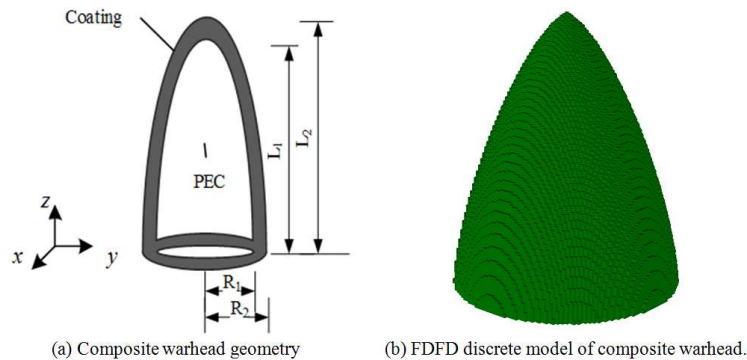 Coating
PEC
L₁
L₂
z
x
y
R₁
R₂
(a) Composite warhead geometry
(b) FDFD discrete model of composite warhead.